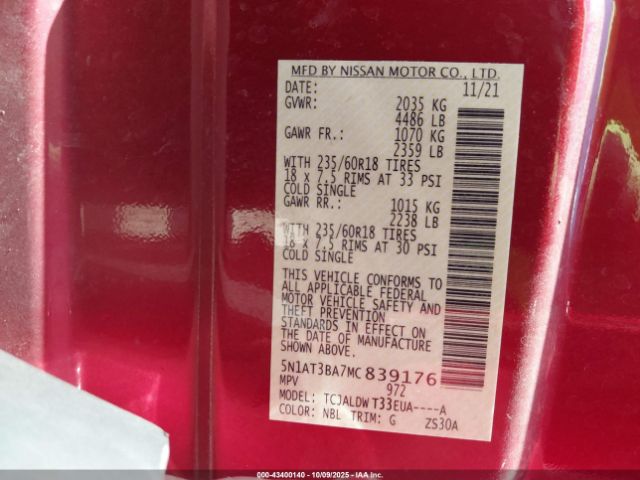 MFD BY NISSAN MOTOR CO., LTD.
DATE: 11/21
GVWR: 2035 KG
4486 LB
GAWR FR.: 1070 KG
2359 LB
WITH 235/60R18 TIRES
18 x 7.5 RIMS AT 33 PSI
COLD SINGLE
GAWR RR.: 1015 KG
2238 LB
WITH 235/60R18 TIRES
18 x 7.5 RIMS AT 30 PSI
COLD SINGLE
THIS VEHICLE CONFORMS TO
ALL APPLICABLE FEDERAL
MOTOR VEHICLE SAFETY AND
THEFT PREVENTION
STANDARDS IN EFFECT ON
THE DATE OF MANUFACTURE
SHOWN ABOVE.
5N1AT3BA7MC839176
MPV 972
MODEL: TCJALDWT33EUA----A
COLOR: NBL TRIM: G ZS30A
000-43400140 - 10/09/2025 - IAAI.COM